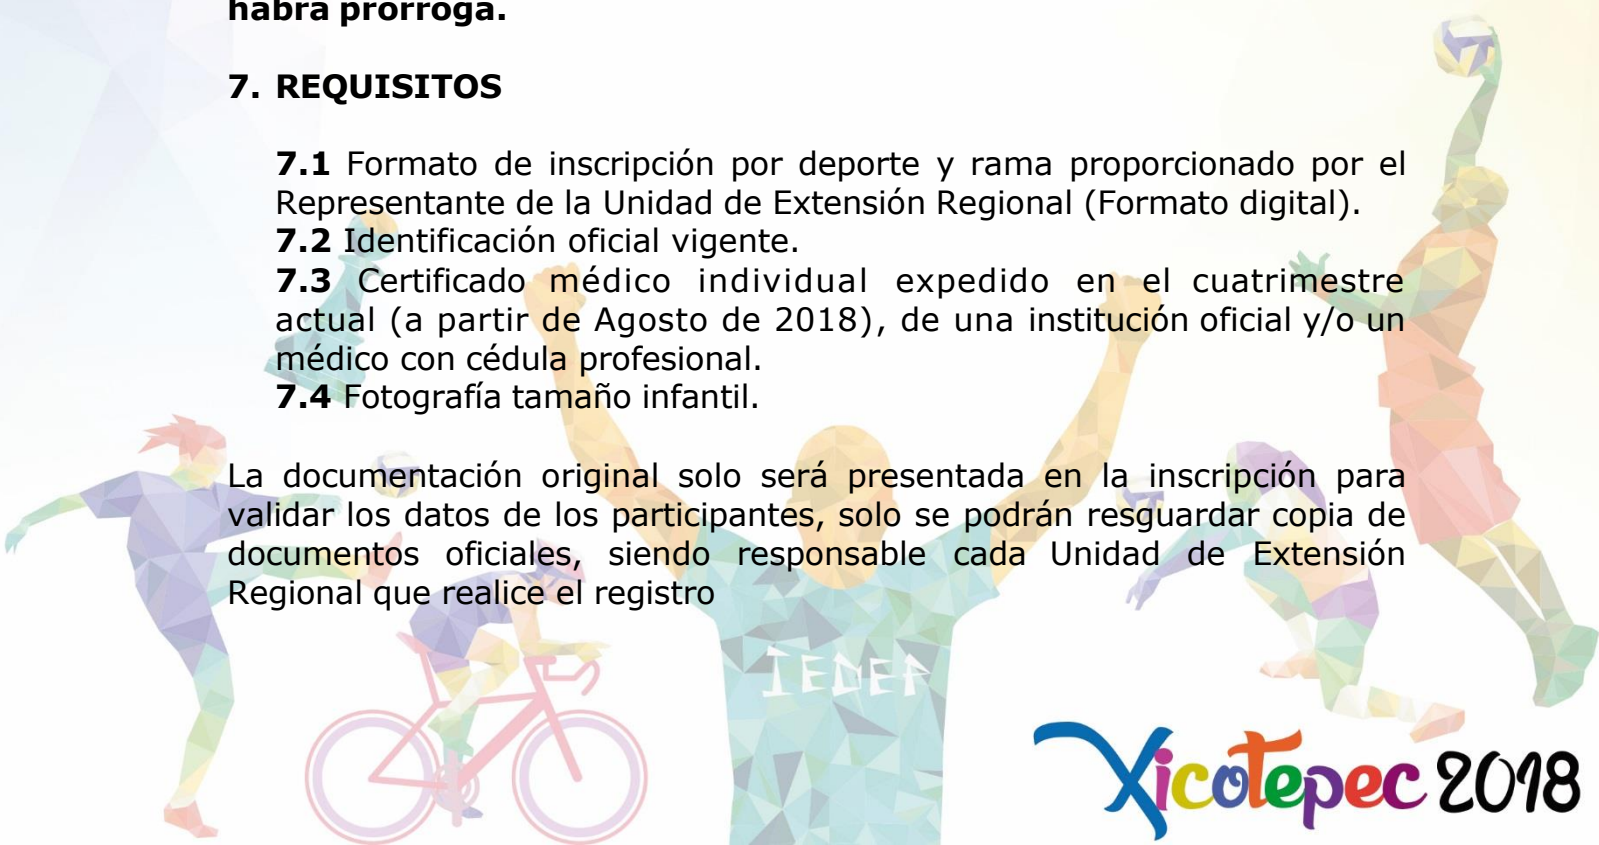 habrá prórroga.
7. REQUISITOS
7.1 Formato de inscripción por deporte y rama proporcionado por el
Representante de la Unidad de Extensión Regional (Formato digital).
7.2 Identificación oficial vigente.
7.3 Certificado médico individual expedido en el cuatrimestre
actual (a partir de Agosto de 2018), de una institución oficial y/o un
médico con cédula profesional.
7.4 Fotografía tamaño infantil.
La documentación original solo será presentada en la inscripción para
validar los datos de los participantes, solo se podrán resguardar copia de
documentos oficiales, siendo responsable cada Unidad de Extensión
Regional que realice el registro
Xicotepec 2018